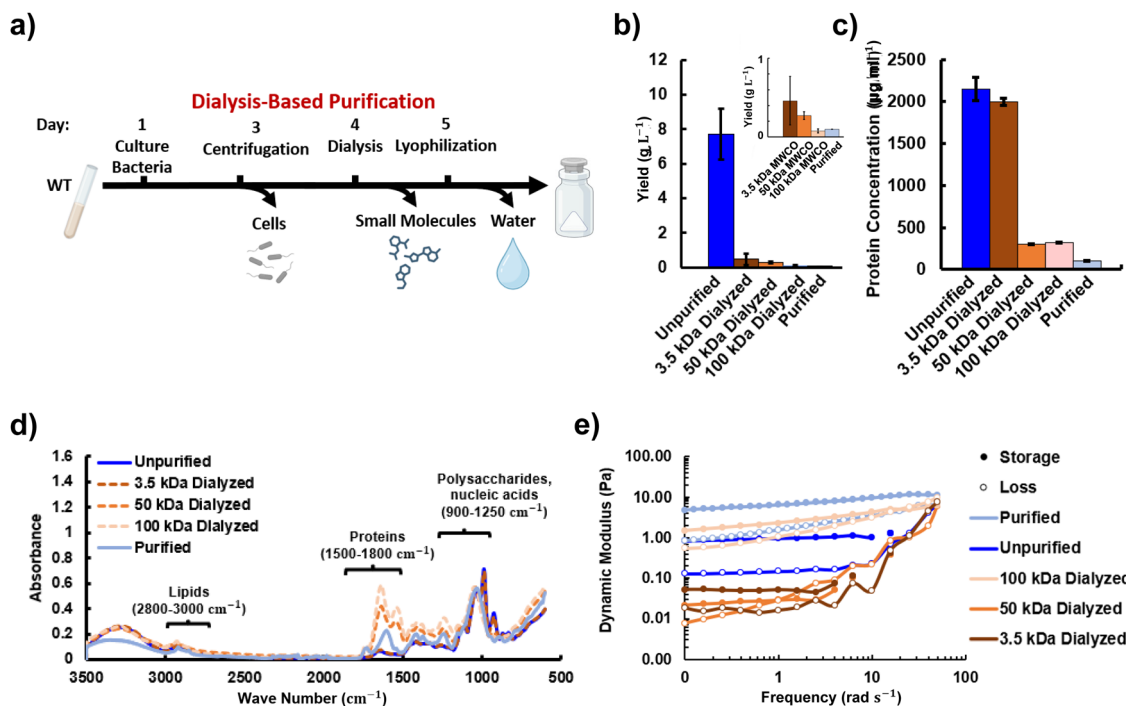 a)
Dialysis-Based Purification
Day:
1
3
4
5
Culture
Bacteria
Centrifugation
Dialysis
Lyophilization
WT
Cells
Small Molecules
Water
b)
Yield (g L⁻¹)
12
10
8
6
4
2
0
Unpurified
3.5 kDa Dialyzed
50 kDa Dialyzed
100 kDa Dialyzed
Purified
Yield (g L⁻¹)
1
0
3.5 kDa MWCO
50 kDa MWCO
100 kDa MWCO
Purified
c)
Protein Concentration
2500
2000
1500
1000
500
0
Unpurified
3.5 kDa Dialyzed
50 kDa Dialyzed
100 kDa Dialyzed
Purified
d)
Absorbance
1.6
1.4
1.2
1
0.8
0.6
0.4
0.2
0
Unpurified
3.5 kDa Dialyzed
50 kDa Dialyzed
100 kDa DIalyzed
Purified
Lipids
(2800-3000 cm⁻¹)
Proteins
(1500-1800 cm⁻¹)
Polysaccharides,
nucleic acids
(900-1250 cm⁻¹)
3500
3000
2500
2000
1500
1000
500
Wave Number (cm⁻¹)
e)
Dynamic Modulus (Pa)
100.00
10.00
1.00
0.10
0.01
0.00
0
1
10
100
Frequency (rad s⁻¹)
Storage
Loss
Purified
Unpurified
100 kDa Dialyzed
50 kDa Dialyzed
3.5 kDa Dialyzed